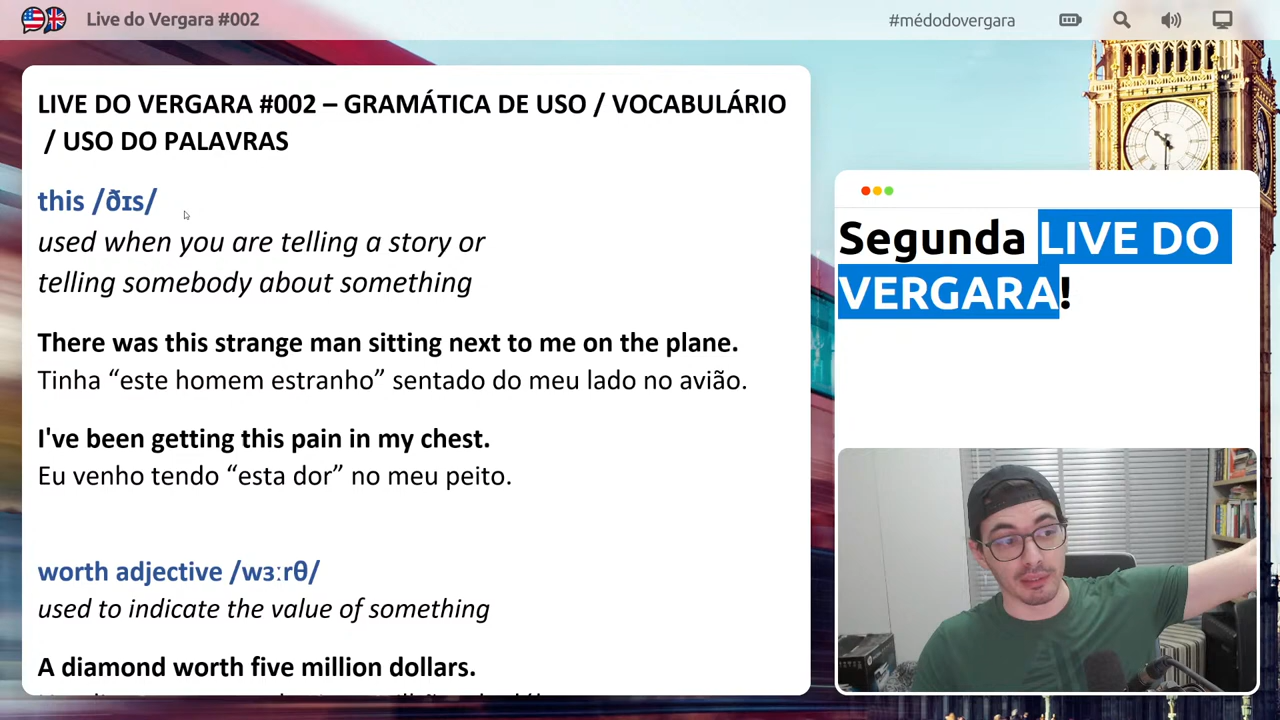 Live do Vergara #002
#médodovergara
LIVE DO VERGARA #002 – GRAMÁTICA DE USO / VOCABULÁRIO
/ USO DO PALAVRAS
this /ðɪs/
used when you are telling a story or
telling somebody about something
There was this strange man sitting next to me on the plane.
Tinha “este homem estranho” sentado do meu lado no avião.
I've been getting this pain in my chest.
Eu venho tendo “esta dor” no meu peito.
worth adjective /wɜːrθ/
used to indicate the value of something
A diamond worth five million dollars.
Segunda LIVE DO
VERGARA!